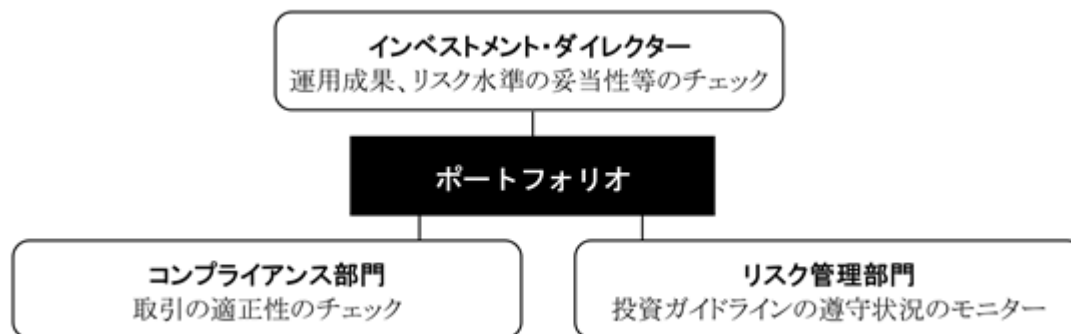 インベストメント・ダイレクター
運用成果、リスク水準の妥当性等のチェック
ポートフォリオ
コンプライアンス部門
取引の適正性のチェック
リスク管理部門
投資ガイドラインの遵守状況のモニター